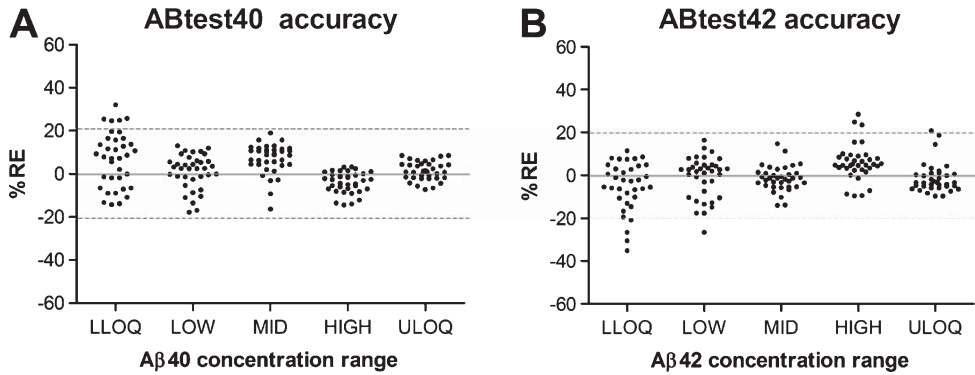 A
ABtest40 accuracy
%RE
60
40
20
0
-20
-40
-60
LLOQ LOW MID HIGH ULOQ
Aβ40 concentration range
B
ABtest42 accuracy
%RE
60
40
20
0
-20
-40
-60
LLOQ LOW MID HIGH ULOQ
Aβ42 concentration range